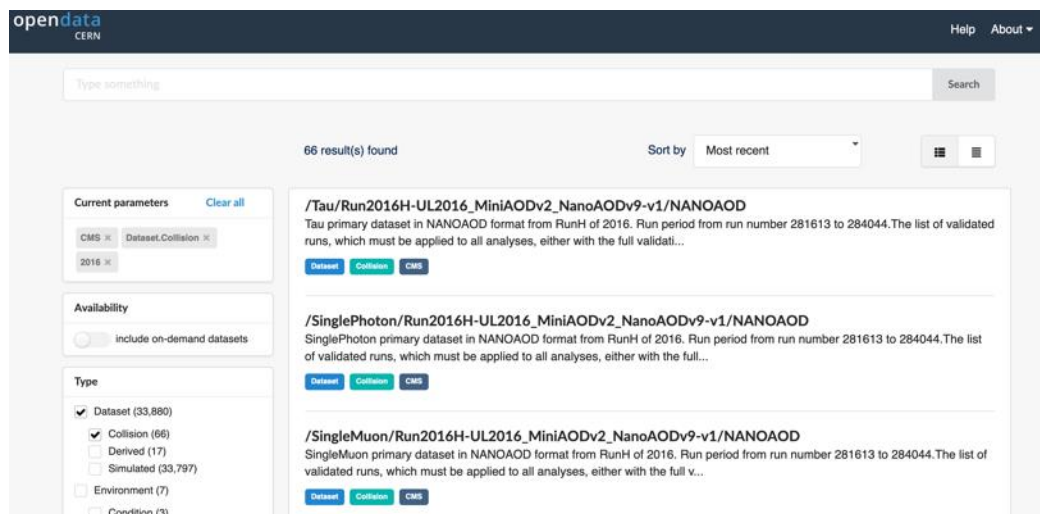 opendata
CERN
Help About
Type something
Search
66 result(s) found
Sort by Most recent
Current parameters Clear all
CMS × Dataset.Collision ×
2016 ×
Availability
include on-demand datasets
Type
Dataset (33,880)
Collision (66)
Derived (17)
Simulated (33,797)
Environment (7)
Condition (3)
/Tau/Run2016H-UL2016_MiniAODv2_NanoAODv9-v1/NANOAOD
Tau primary dataset in NANOAOD format from RunH of 2016. Run period from run number 281613 to 284044.The list of validated
runs, which must be applied to all analyses, either with the full validati...
Dataset Collision CMS
/SinglePhoton/Run2016H-UL2016_MiniAODv2_NanoAODv9-v1/NANOAOD
SinglePhoton primary dataset in NANOAOD format from RunH of 2016. Run period from run number 281613 to 284044.The list
of validated runs, which must be applied to all analyses, either with the full...
Dataset Collision CMS
/SingleMuon/Run2016H-UL2016_MiniAODv2_NanoAODv9-v1/NANOAOD
SingleMuon primary dataset in NANOAOD format from RunH of 2016. Run period from run number 281613 to 284044.The list of
validated runs, which must be applied to all analyses, either with the full v...
Dataset Collision CMS